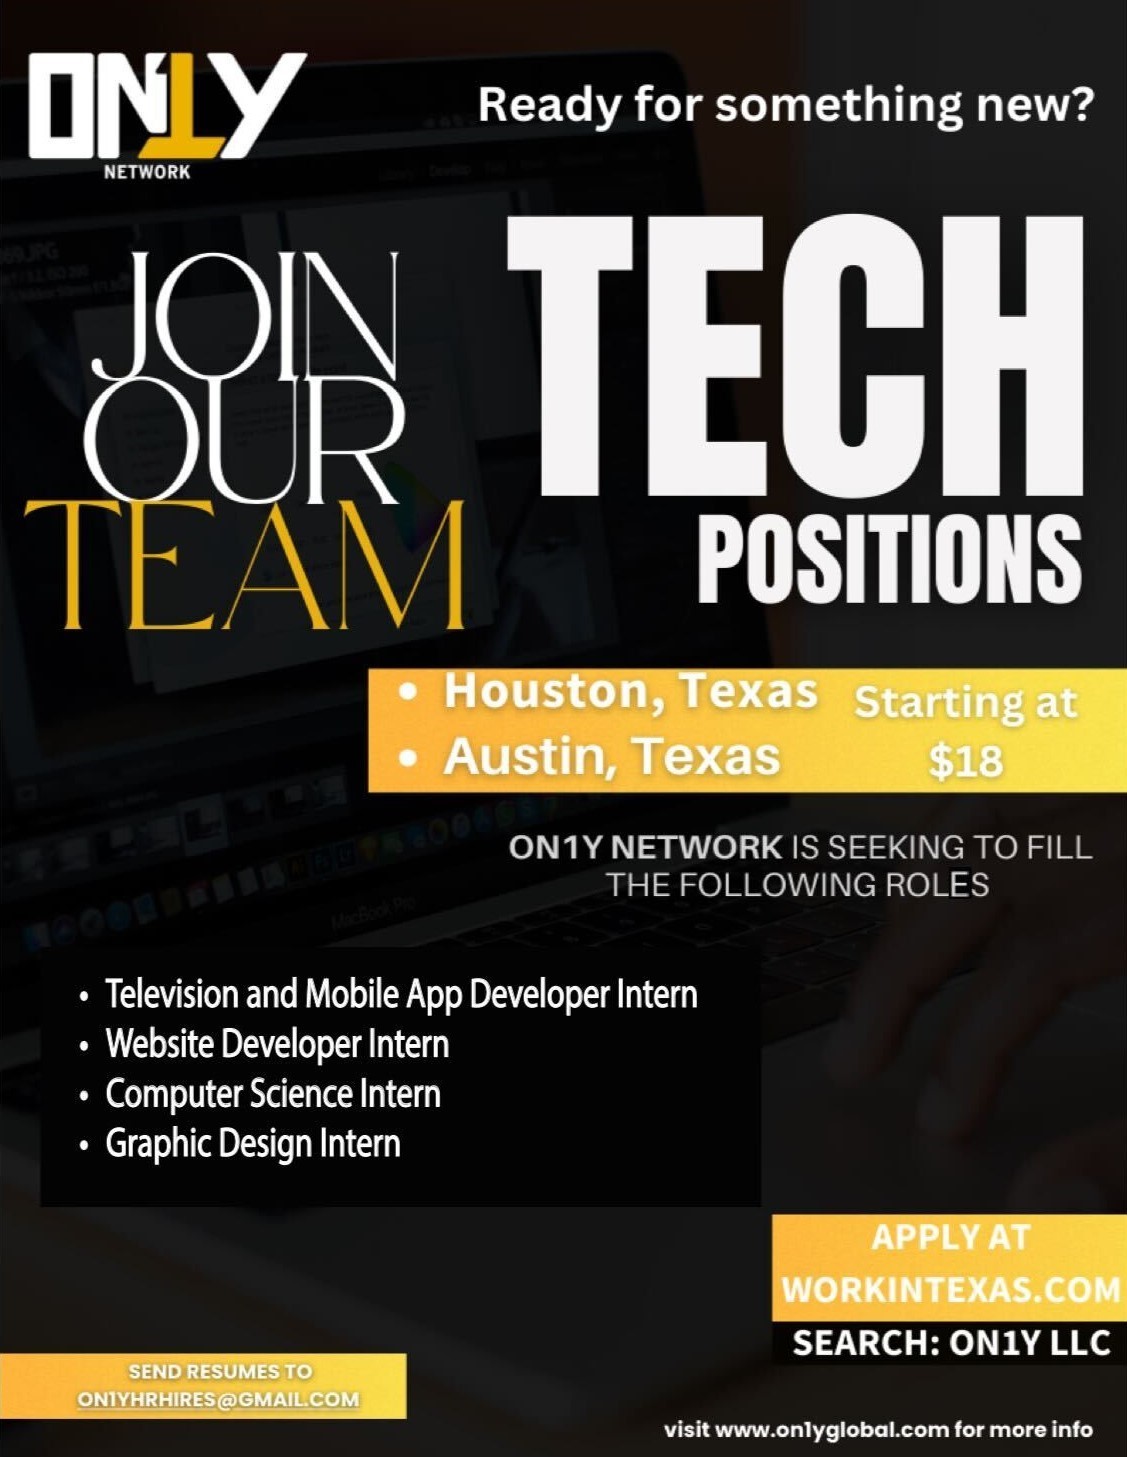 ON1Y
NETWORK
Ready for something new?
JOIN
OUR
TEAM
TECH
POSITIONS
• Houston, Texas
• Austin, Texas
Starting at
$18
ON1Y NETWORK IS SEEKING TO FILL
THE FOLLOWING ROLES
• Television and Mobile App Developer Intern
• Website Developer Intern
• Computer Science Intern
• Graphic Design Intern
APPLY AT
WORKINTEXAS.COM
SEARCH: ON1Y LLC
SEND RESUMES TO
ON1YHRHIRES@GMAIL.COM
visit www.on1yglobal.com for more info
MacBook Pro